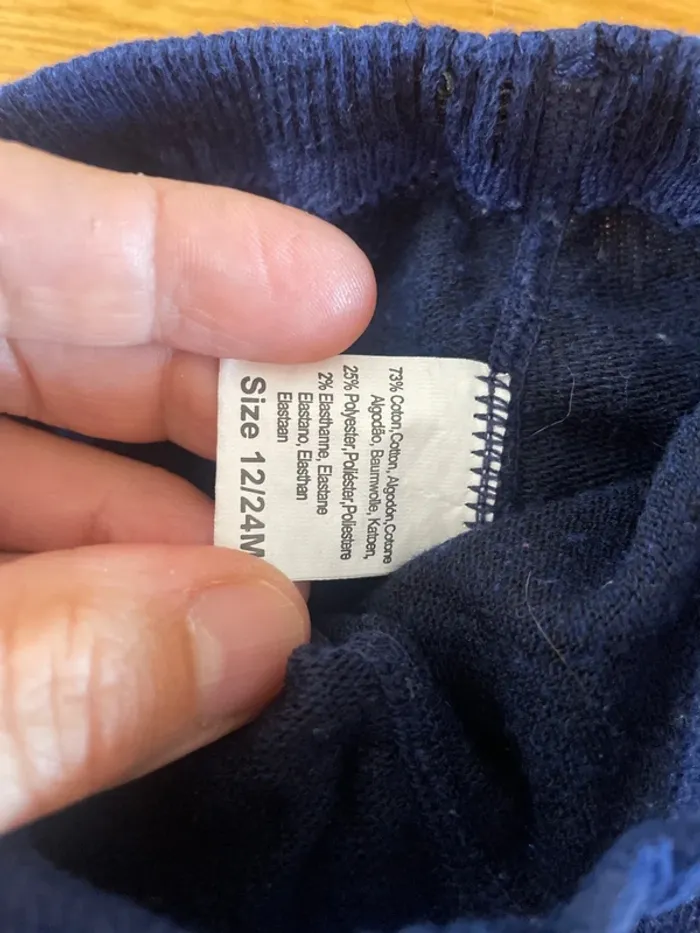 73% Coton,Cotton, Algodón,Cotone
Algodão, Baumwolle, Katoen,
25% Polyester,Poliéster,Poliestere
2% Elasthanne, Elastane
Elastano, Elasthan
Elastaan
Size 12/24M